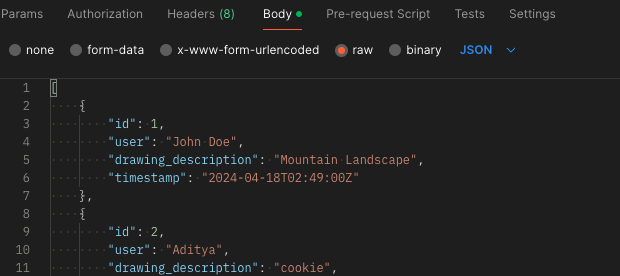 Params Authorization Headers (8) Body Pre-request Script Tests Settings
none form-data x-www-form-urlencoded raw binary JSON
1 [
2 {
3 "id": 1,
4 "user": "John Doe",
5 "drawing_description": "Mountain Landscape",
6 "timestamp": "2024-04-18T02:49:00Z"
7 },
8 {
9 "id": 2,
10 "user": "Aditya",
11 "drawing_description": "cookie",